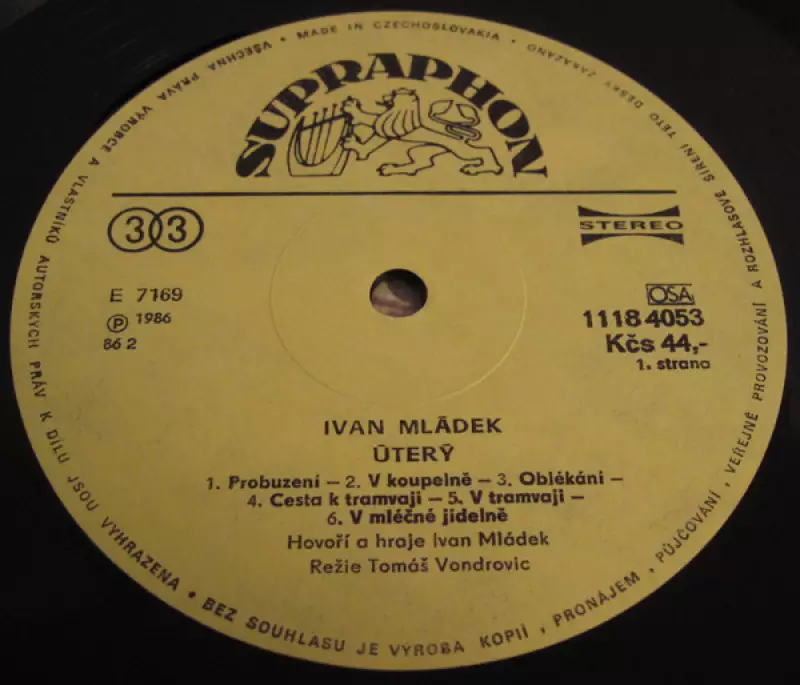 VŠECHNA PRÁVA VÝROBCE A VLASTNÍKŮ AUTORSKÝCH PRÁV K DÍLU JSOU VYHRAZENA • BEZ SOUHLASU JE VÝROBA KOPIÍ, PRONÁJEM, PŮJČOVÁNÍ, VEŘEJNÉ PROVOZOVÁNÍ A ROZHLASOVÉ ŠÍŘENÍ TÉTO DESKY ZAKÁZÁNO • MADE IN CZECHOSLOVAKIA •
SUPRAPHON
33
STEREO
E 7169
Ⓟ 1986
86 2
OSA
1118 4053
Kčs 44,-
1. strana
IVAN MLÁDEK
ÚTERÝ
1. Probuzení – 2. V koupelně – 3. Oblékání –
4. Cesta k tramvaji – 5. V tramvaji –
6. V mléčné jídelně
Hovoří a hraje Ivan Mládek
Režie Tomáš Vondrovic